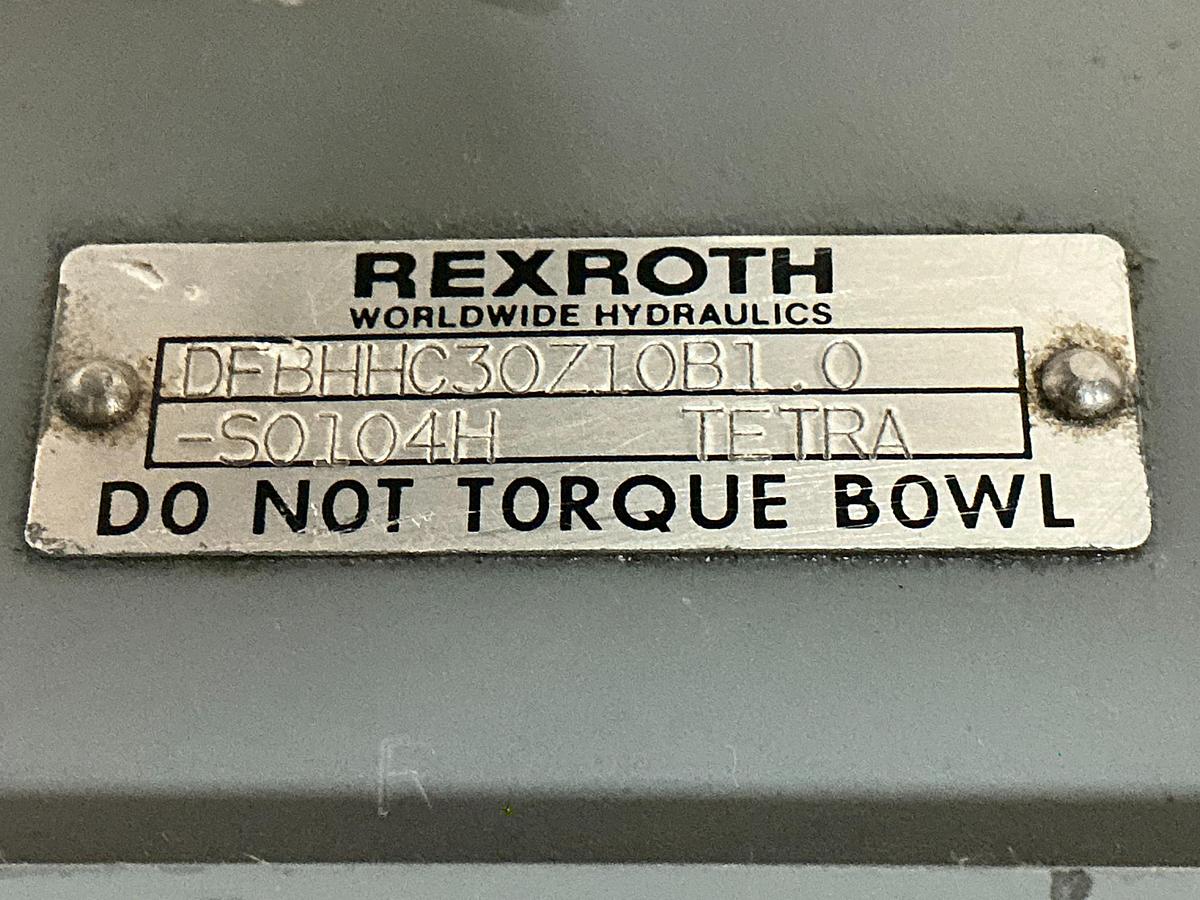 REXROTH
WORLDWIDE HYDRAULICS
DFBHHC30Z10B1.0
-S0104H TETRA
DO NOT TORQUE BOWL